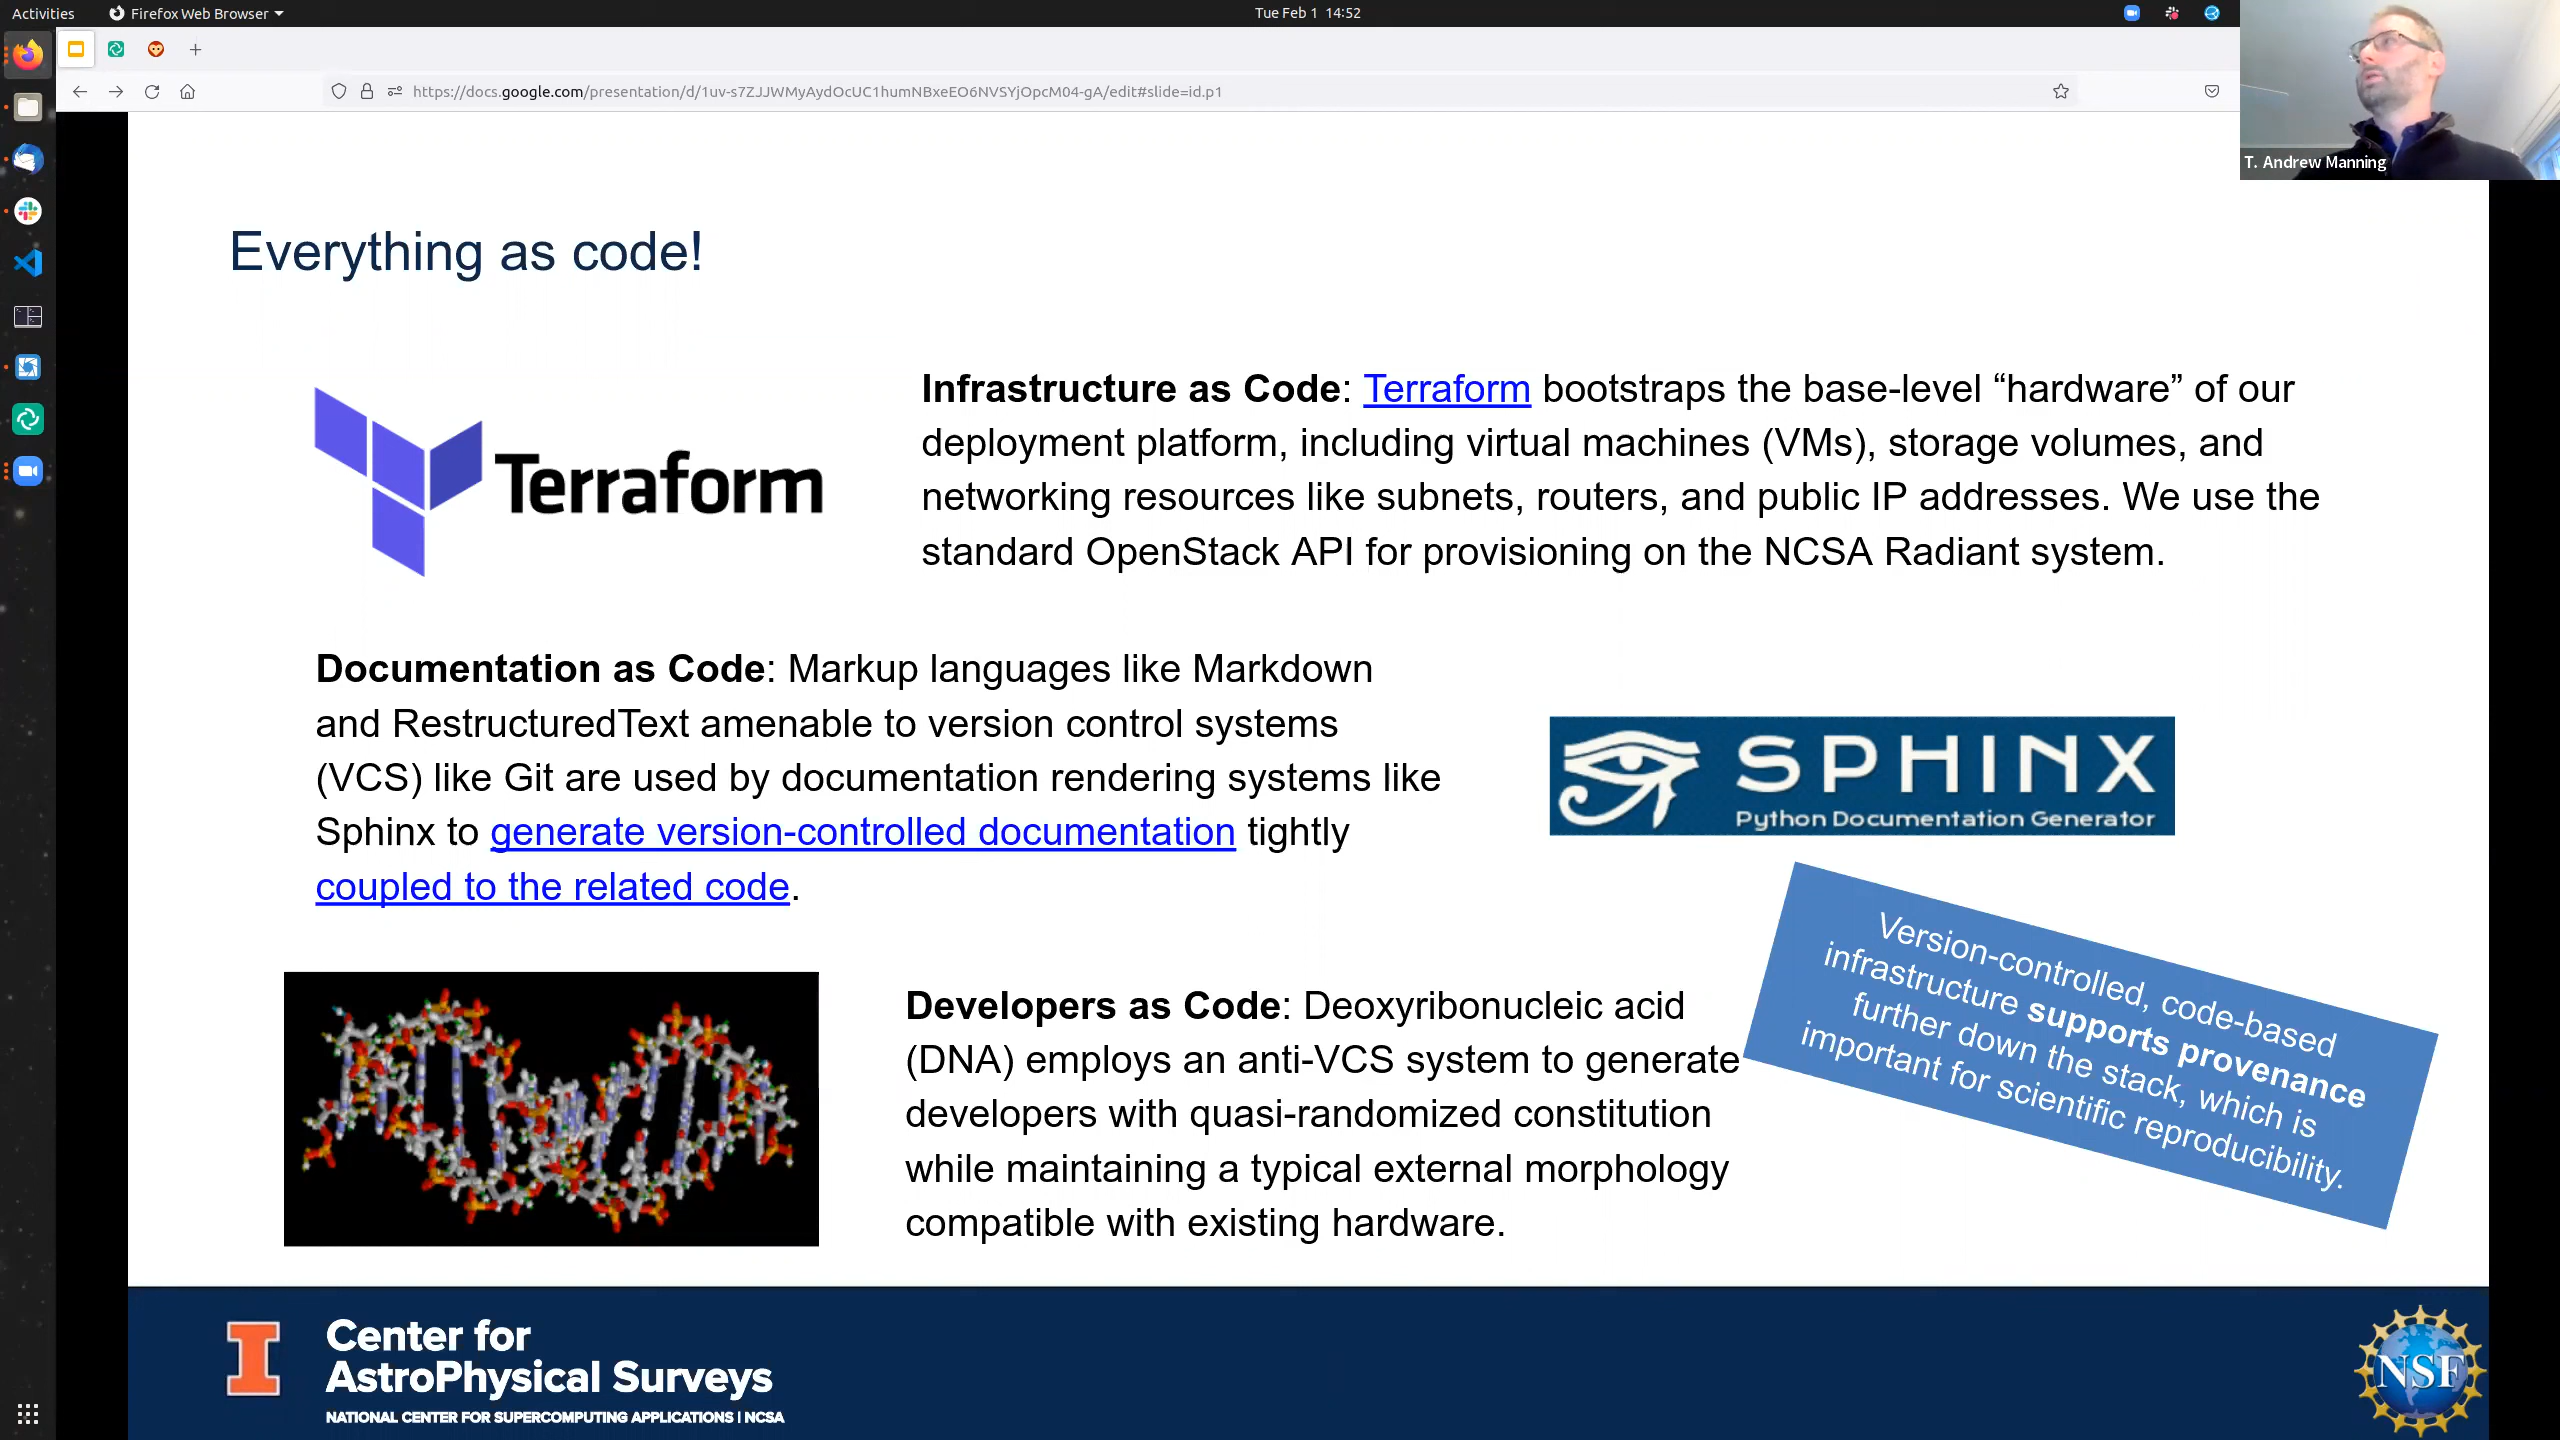 Activities
Firefox Web Browser
Tue Feb 1 14:52
https://docs.google.com/presentation/d/1uv-s7ZJJWMyAydOcUC1humNBxeEO6NVSYjOpcM04-gA/edit#slide=id.p1
T. Andrew Manning
Everything as code!
Terraform
Infrastructure as Code: Terraform bootstraps the base-level “hardware” of our
deployment platform, including virtual machines (VMs), storage volumes, and
networking resources like subnets, routers, and public IP addresses. We use the
standard OpenStack API for provisioning on the NCSA Radiant system.
Documentation as Code: Markup languages like Markdown
and RestructuredText amenable to version control systems
(VCS) like Git are used by documentation rendering systems like
Sphinx to generate version-controlled documentation tightly
coupled to the related code.
SPHINX
Python Documentation Generator
Developers as Code: Deoxyribonucleic acid
(DNA) employs an anti-VCS system to generate
developers with quasi-randomized constitution
while maintaining a typical external morphology
compatible with existing hardware.
Version-controlled, code-based
infrastructure supports provenance
further down the stack, which is
important for scientific reproducibility.
I
Center for
AstroPhysical Surveys
NATIONAL CENTER FOR SUPERCOMPUTING APPLICATIONS | NCSA
NSF